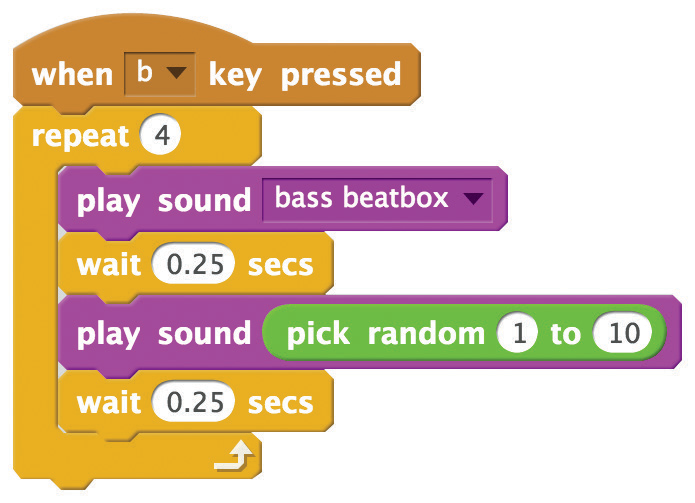 when b key pressed
repeat 4
play sound bass beatbox
wait 0.25 secs
play sound pick random 1 to 10
wait 0.25 secs